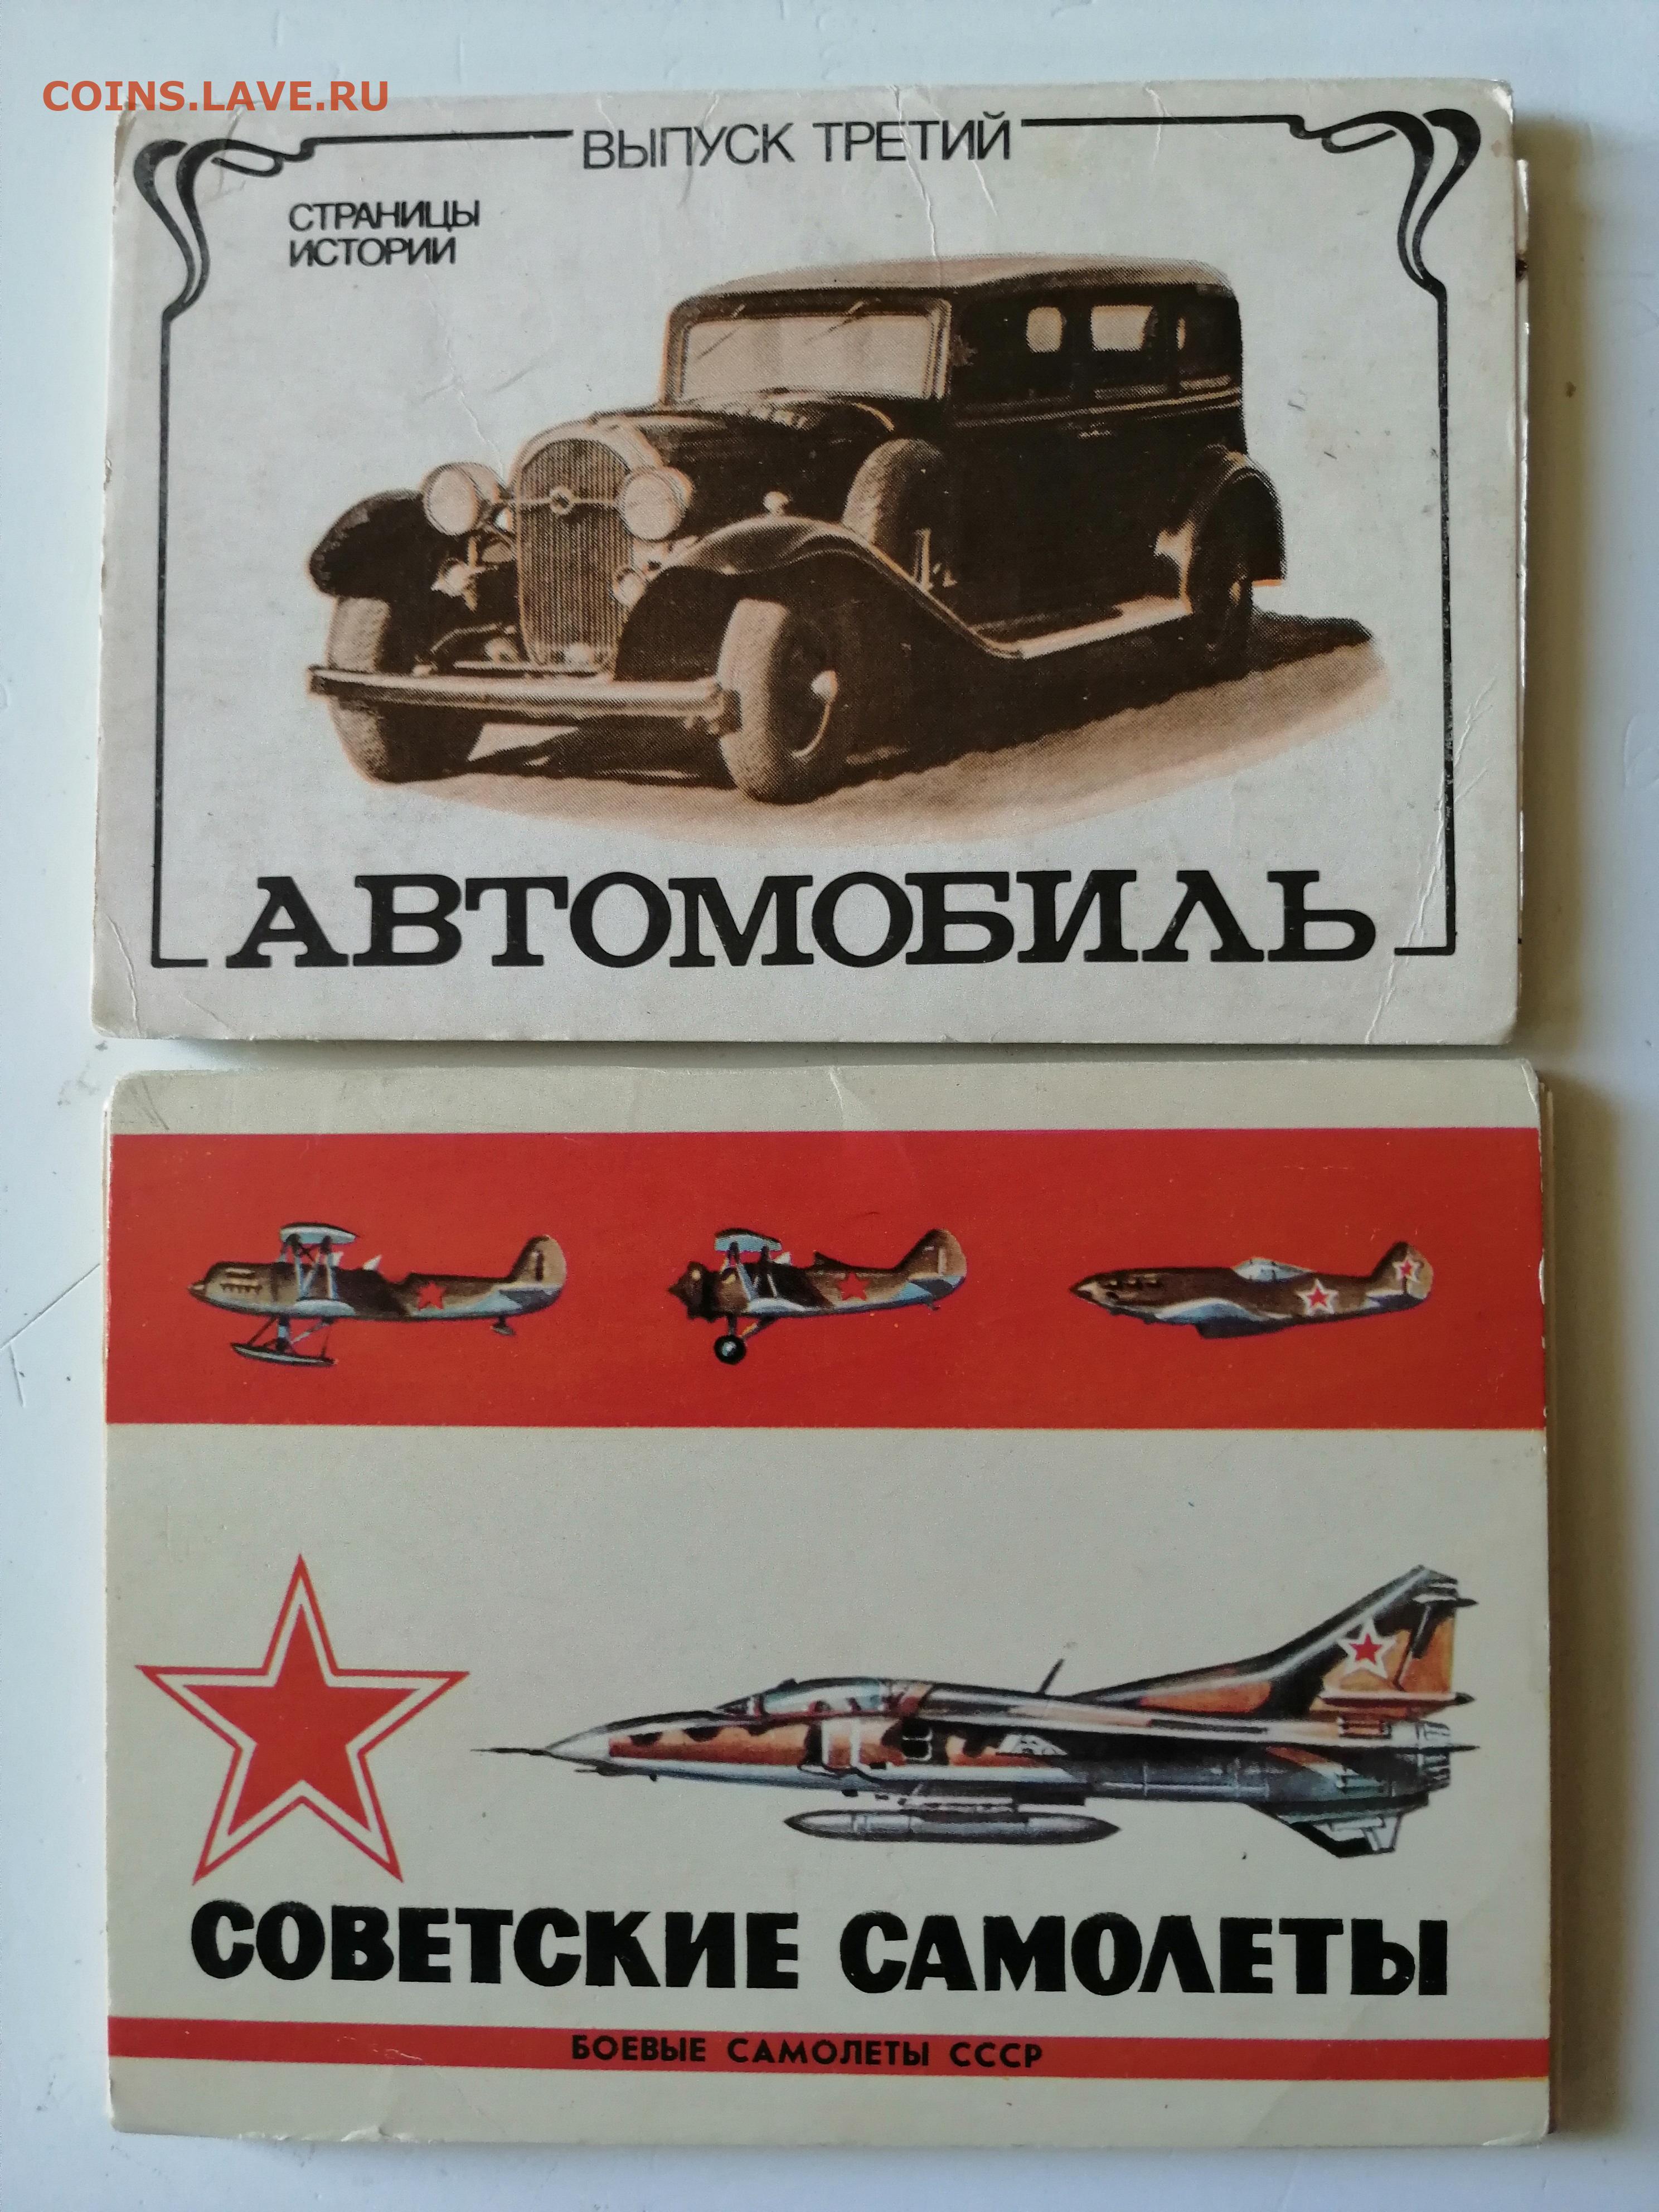 COINS.LAVE.RU
ВЫПУСК ТРЕТИЙ
СТРАНИЦЫ
ИСТОРИИ
АВТОМОБИЛЬ
СОВЕТСКИЕ САМОЛЕТЫ
БОЕВЫЕ САМОЛЕТЫ СССР